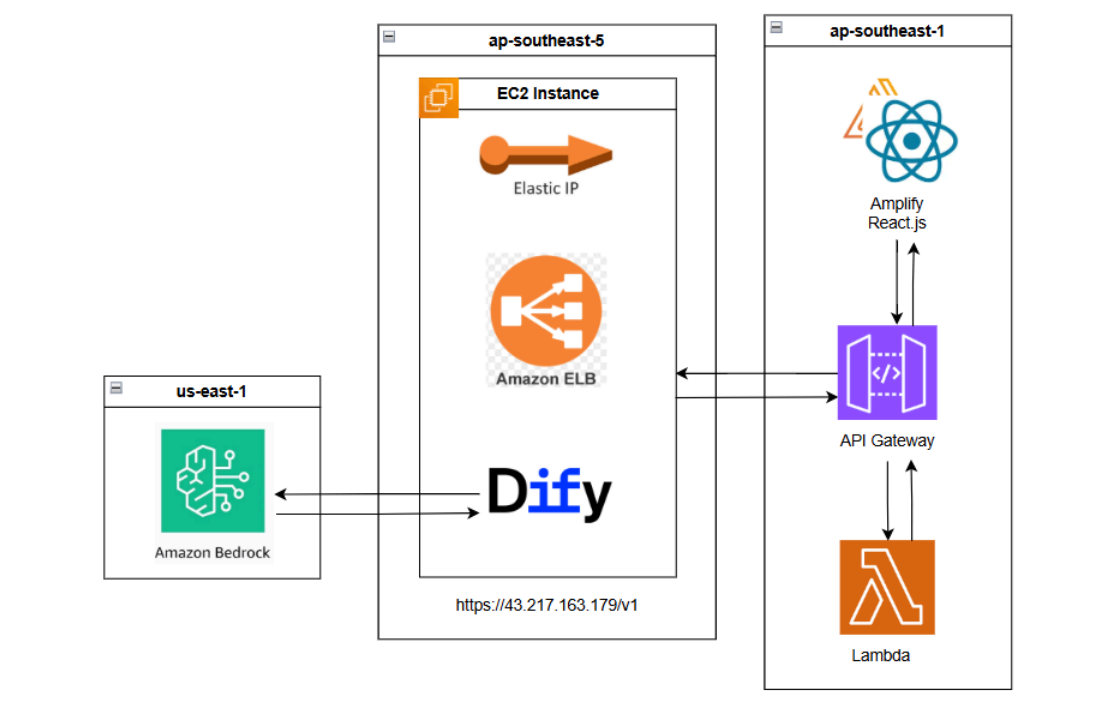 ap-southeast-5
EC2 Instance
Elastic IP
Amazon ELB
Dify
https://43.217.163.179/v1
us-east-1
Amazon Bedrock
ap-southeast-1
Amplify
React.js
</>
API Gateway
Lambda